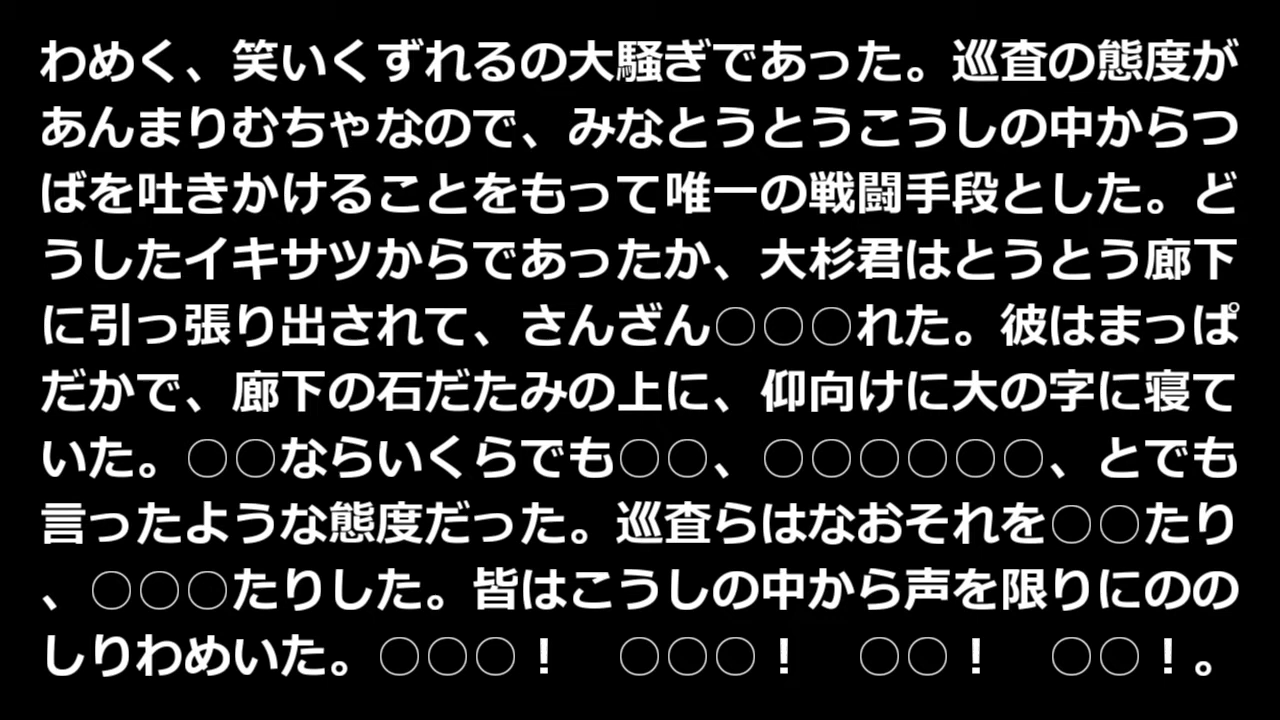 わめく、笑いくずれるの大騒ぎであった。巡査の態度が
あんまりむちゃなので、みなとうとうこうしの中からつ
ばを吐きかけることをもって唯一の戦闘手段とした。ど
うしたイキサツからであったか、大杉君はとうとう廊下
に引っ張り出されて、さんざん○○○れた。彼はまっぱ
だかで、廊下の石だたみの上に、仰向けに大の字に寝て
いた。○○ならいくらでも○○、○○○○○○、とでも
言ったような態度だった。巡査らはなおそれを○○たり
、○○○たりした。皆はこうしの中から声を限りにのの
しりわめいた。○○○！　○○○！　○○！　○○！。